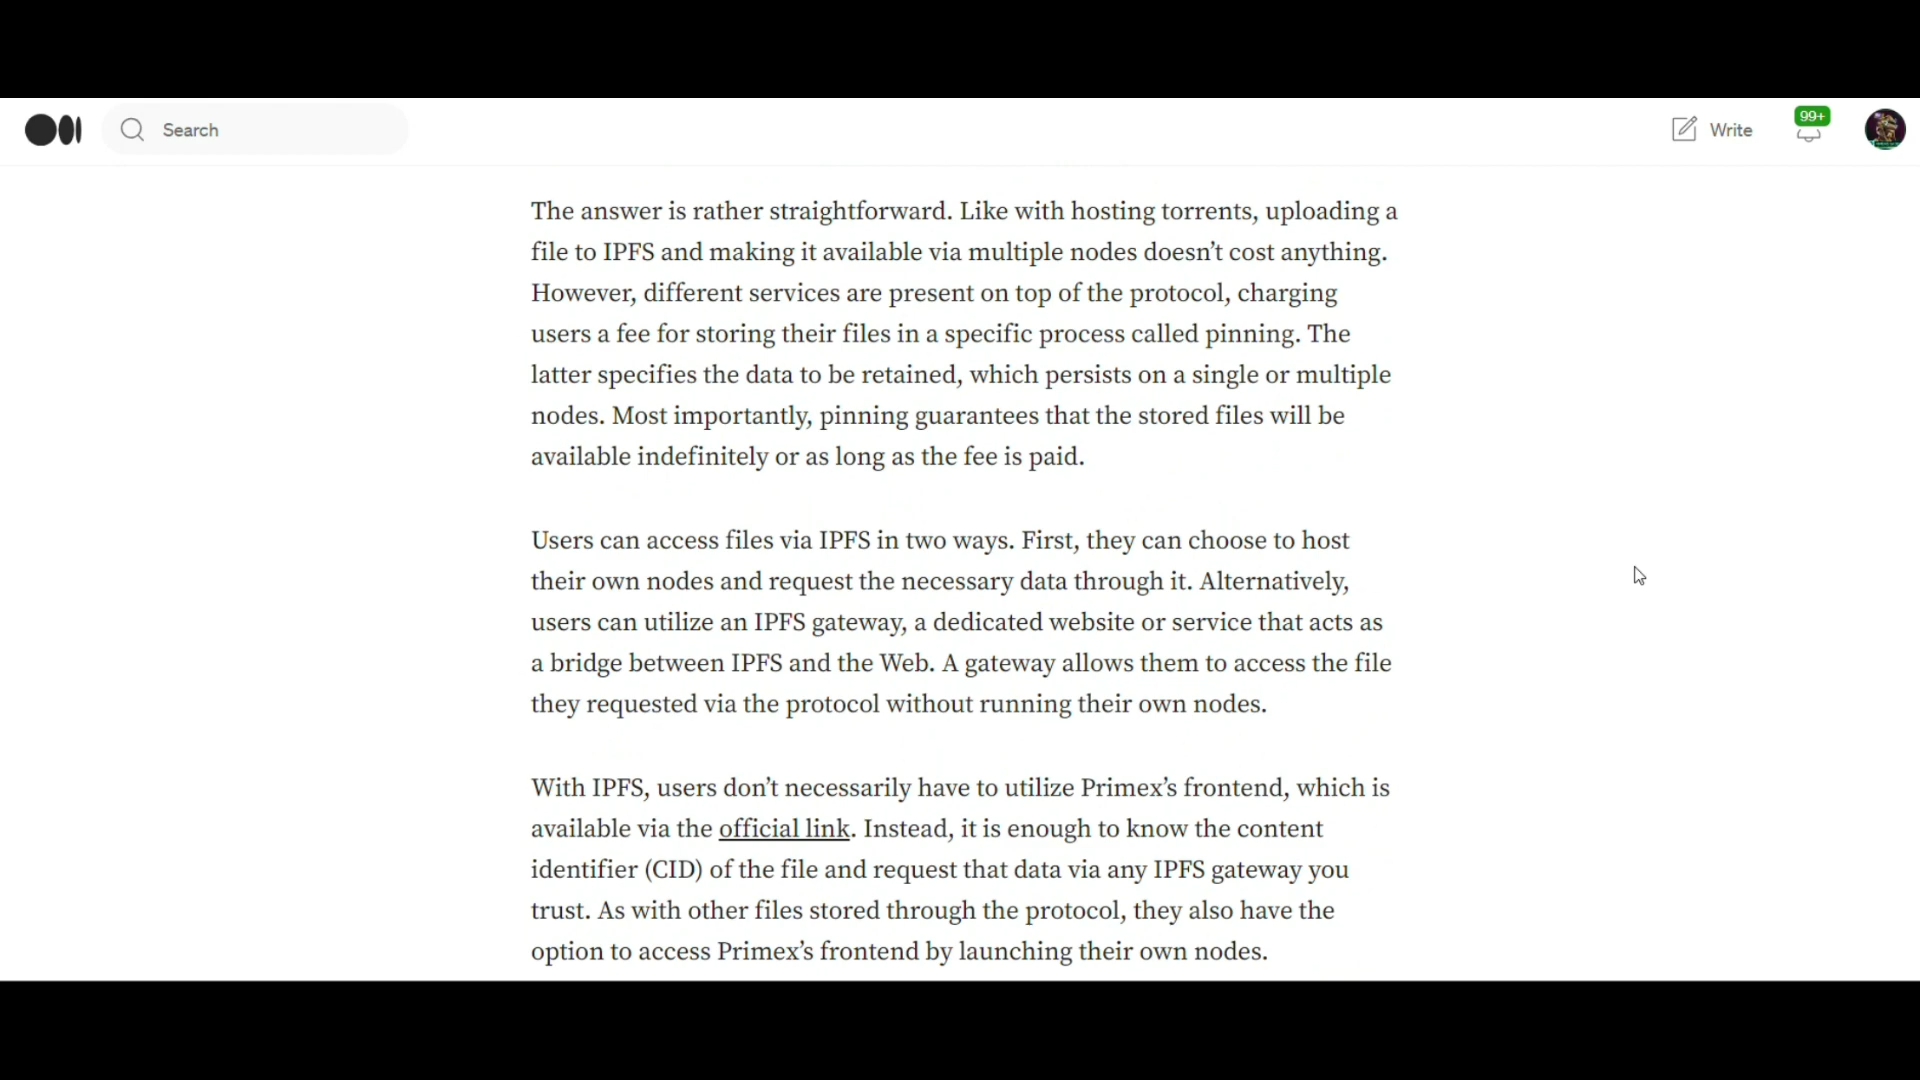 Search
Write
99+
The answer is rather straightforward. Like with hosting torrents, uploading a
file to IPFS and making it available via multiple nodes doesn’t cost anything.
However, different services are present on top of the protocol, charging
users a fee for storing their files in a specific process called pinning. The
latter specifies the data to be retained, which persists on a single or multiple
nodes. Most importantly, pinning guarantees that the stored files will be
available indefinitely or as long as the fee is paid.
Users can access files via IPFS in two ways. First, they can choose to host
their own nodes and request the necessary data through it. Alternatively,
users can utilize an IPFS gateway, a dedicated website or service that acts as
a bridge between IPFS and the Web. A gateway allows them to access the file
they requested via the protocol without running their own nodes.
With IPFS, users don’t necessarily have to utilize Primex’s frontend, which is
available via the official link. Instead, it is enough to know the content
identifier (CID) of the file and request that data via any IPFS gateway you
trust. As with other files stored through the protocol, they also have the
option to access Primex’s frontend by launching their own nodes.